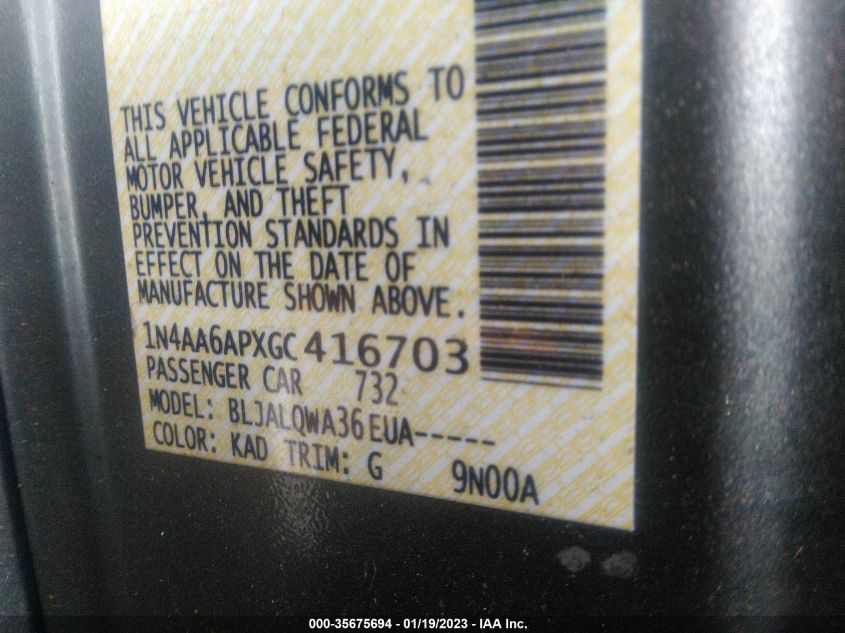 THIS VEHICLE CONFORMS TO
ALL APPLICABLE FEDERAL
MOTOR VEHICLE SAFETY,
BUMPER, AND THEFT
PREVENTION STANDARDS IN
EFFECT ON THE DATE OF
MANUFACTURE SHOWN ABOVE.
1N4AA6APXGC416703
PASSENGER CAR 732
MODEL: BLJALQWA36EUA-----
COLOR: KAD TRIM: G 9N00A
000-35675694 - 01/19/2023 - IAA Inc.